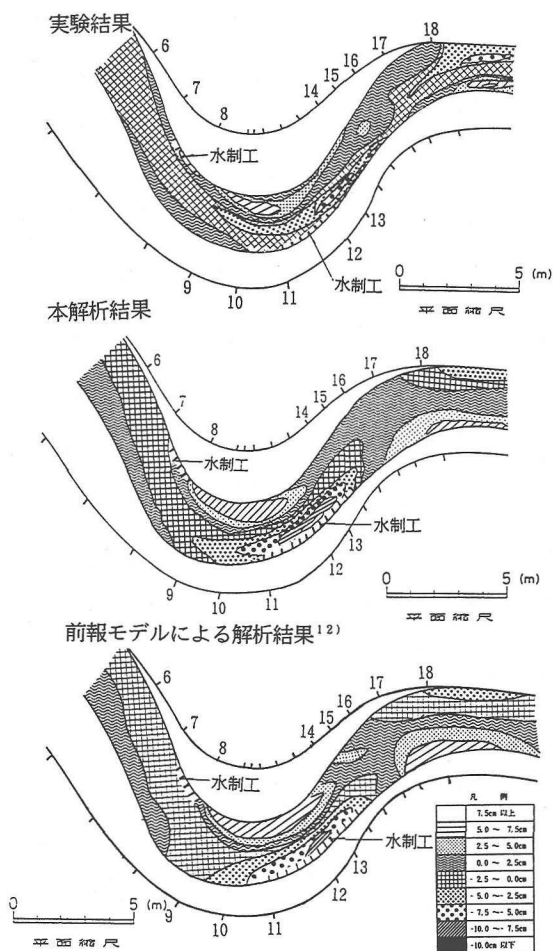 実験結果
6
7
8
14
15
16
17
18
水制工
9
10
11
12
13
水制工
0 5 (m)
平面縮尺
本解析結果
6
7
14
15
16
17
18
水制工
9
10
11
12
13
水制工
0 5 (m)
平面縮尺
前報モデルによる解析結果¹²⁾
6
7
8
14
15
16
17
18
水制工
9
10
11
12
13
水制工
0 5 (m)
平面縮尺
凡 例
7.5cm 以上
5.0 ～ 7.5cm
2.5 ～ 5.0cm
0.0 ～ 2.5cm
-2.5cm ～ 0.0cm
-5.0 ～ -2.5cm
-7.5 ～ -5.0cm
-10.0 ～ -7.5cm
-10.0cm 以下